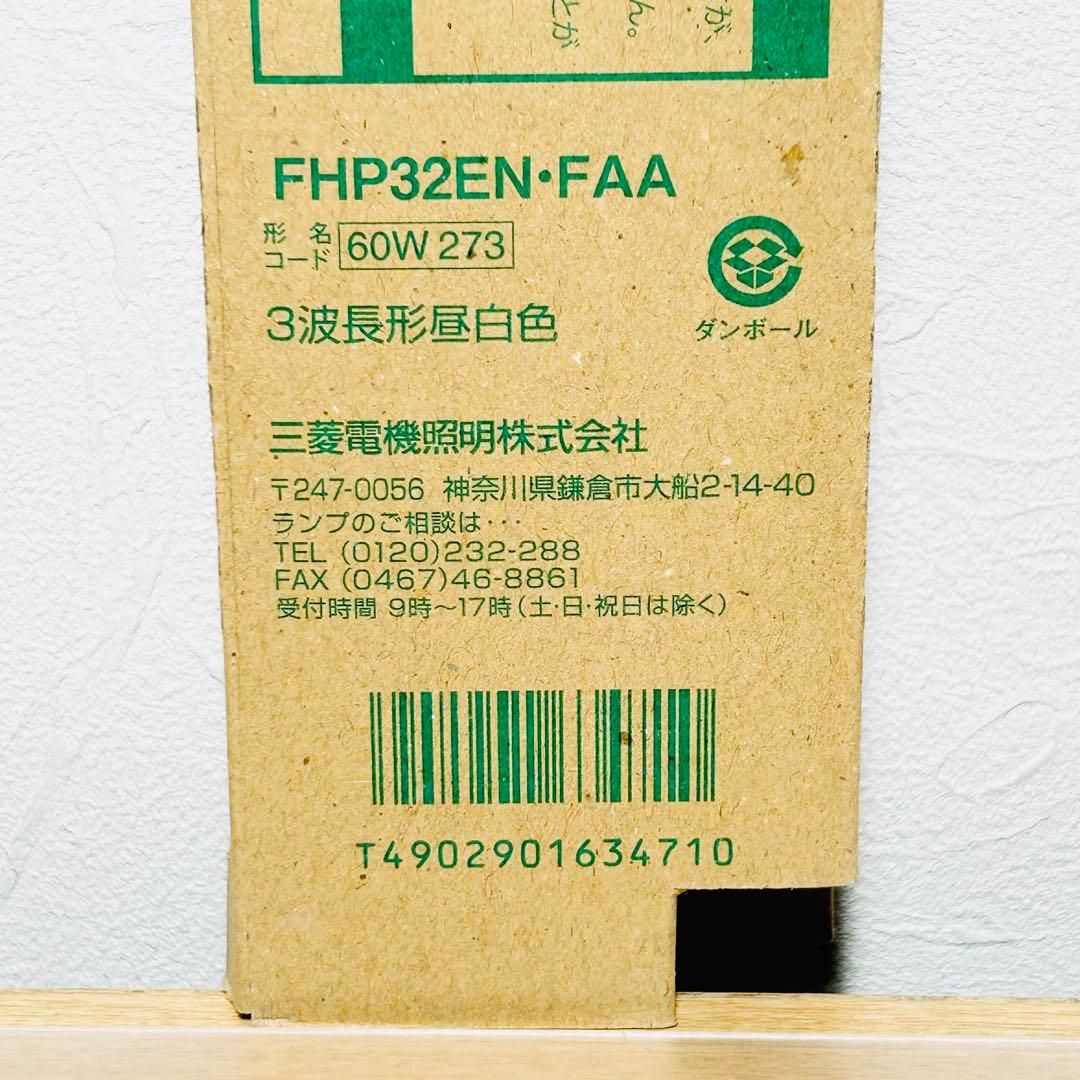 が、
ん。
とが
FHP32EN・FAA
形名コード 60W 273
3波長形昼白色
ダンボール
三菱電機照明株式会社
〒247-0056 神奈川県鎌倉市大船2-14-40
ランプのご相談は・・・
TEL (0120)232-288
FAX (0467)46-8861
受付時間 9時〜17時(土・日・祝日は除く)
T4902901634710